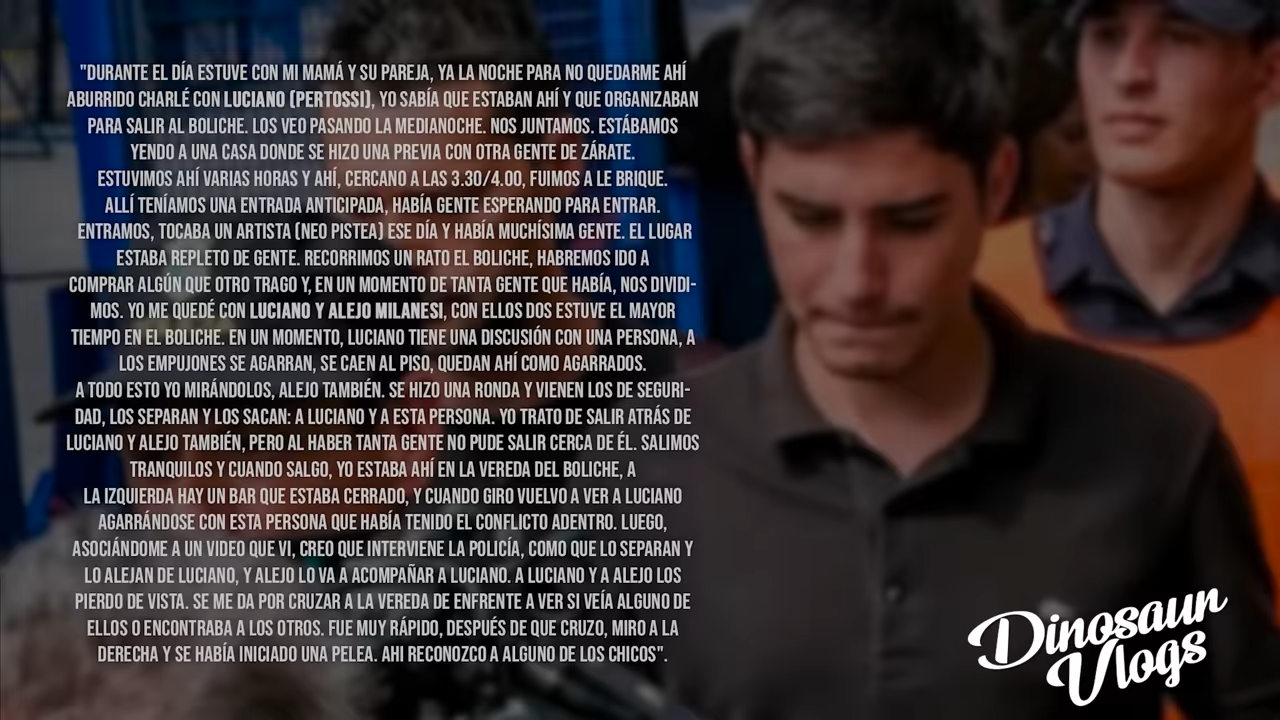 "DURANTE EL DÍA ESTUVE CON MI MAMÁ Y SU PAREJA, YA LA NOCHE PARA NO QUEDARME AHÍ
ABURRIDO CHARLÉ CON LUCIANO (PERTOSSI), YO SABÍA QUE ESTABAN AHÍ Y QUE ORGANIZABAN
PARA SALIR AL BOLICHE. LOS VEO PASANDO LA MEDIANOCHE. NOS JUNTAMOS. ESTÁBAMOS
YENDO A UNA CASA DONDE SE HIZO UNA PREVIA CON OTRA GENTE DE ZÁRATE.
ESTUVIMOS AHÍ VARIAS HORAS Y AHÍ, CERCANO A LAS 3.30/4.00, FUIMOS A LE BRIQUE.
ALLÍ TENÍAMOS UNA ENTRADA ANTICIPADA, HABÍA GENTE ESPERANDO PARA ENTRAR.
ENTRAMOS, TOCABA UN ARTISTA (NEO PISTEA) ESE DÍA Y HABÍA MUCHÍSIMA GENTE. EL LUGAR
ESTABA REPLETO DE GENTE. RECORRIMOS UN RATO EL BOLICHE, HABREMOS IDO A
COMPRAR ALGÚN QUE OTRO TRAGO Y, EN UN MOMENTO DE TANTA GENTE QUE HABÍA, NOS DIVIDI-
MOS. YO ME QUEDÉ CON LUCIANO Y ALEJO MILANESI, CON ELLOS DOS ESTUVE EL MAYOR
TIEMPO EN EL BOLICHE. EN UN MOMENTO, LUCIANO TIENE UNA DISCUSIÓN CON UNA PERSONA, A
LOS EMPUJONES SE AGARRAN, SE CAEN AL PISO, QUEDAN AHÍ COMO AGARRADOS.
A TODO ESTO YO MIRÁNDOLOS, ALEJO TAMBIÉN. SE HIZO UNA RONDA Y VIENEN LOS DE SEGURI-
DAD, LOS SEPARAN Y LOS SACAN: A LUCIANO Y A ESTA PERSONA. YO TRATO DE SALIR ATRÁS DE
LUCIANO Y ALEJO TAMBIÉN, PERO AL HABER TANTA GENTE NO PUDE SALIR CERCA DE ÉL. SALIMOS
TRANQUILOS Y CUANDO SALGO, YO ESTABA AHÍ EN LA VEREDA DEL BOLICHE, A
LA IZQUIERDA HAY UN BAR QUE ESTABA CERRADO, Y CUANDO GIRO VUELVO A VER A LUCIANO
AGARRÁNDOSE CON ESTA PERSONA QUE HABÍA TENIDO EL CONFLICTO ADENTRO. LUEGO,
ASOCIÁNDOME A UN VIDEO QUE VI, CREO QUE INTERVIENE LA POLICÍA, COMO QUE LO SEPARAN Y
LO ALEJAN DE LUCIANO, Y ALEJO LO VA A ACOMPAÑAR A LUCIANO. A LUCIANO Y A ALEJO LOS
PIERDO DE VISTA. SE ME DA POR CRUZAR A LA VEREDA DE ENFRENTE A VER SI VEÍA ALGUNO DE
ELLOS O ENCONTRABA A LOS OTROS. FUE MUY RÁPIDO, DESPUÉS DE QUE CRUZO, MIRO A LA
DERECHA Y SE HABÍA INICIADO UNA PELEA. AHI RECONOZCO A ALGUNO DE LOS CHICOS".
Dinosaun
Vlogs